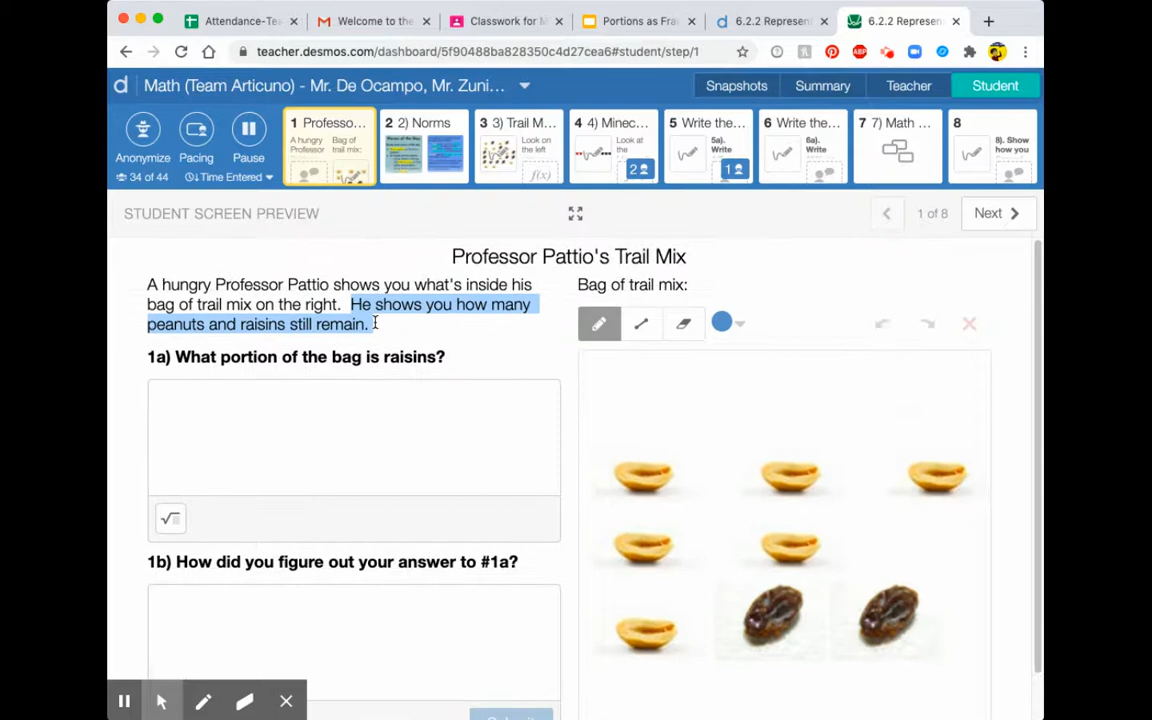 Attendance-Tea
Welcome to the
Classwork for M
Portions as Fra
6.2.2 Represen
6.2.2 Represen
teacher.desmos.com/dashboard/5f90488ba828350c4d27cea6#student/step/1
ABP
Math (Team Articuno) - Mr. De Ocampo, Mr. Zuni...
Snapshots
Summary
Teacher
Student
Anonymize
Pacing
Pause
34 of 44
Time Entered
1 Professo...
A hungry Professor
Bag of trail mix:
2 2) Norms
3 3) Trail M...
Look on the left
f(x)
4 4) Minec...
Look at the
2
5 Write the...
5a). Write
1
6 Write the...
6a). Write
7 7) Math ...
8
8). Show how you
STUDENT SCREEN PREVIEW
1 of 8
Next
Professor Pattio's Trail Mix
A hungry Professor Pattio shows you what's inside his
bag of trail mix on the right. He shows you how many
peanuts and raisins still remain.
1a) What portion of the bag is raisins?
1b) How did you figure out your answer to #1a?
Bag of trail mix: